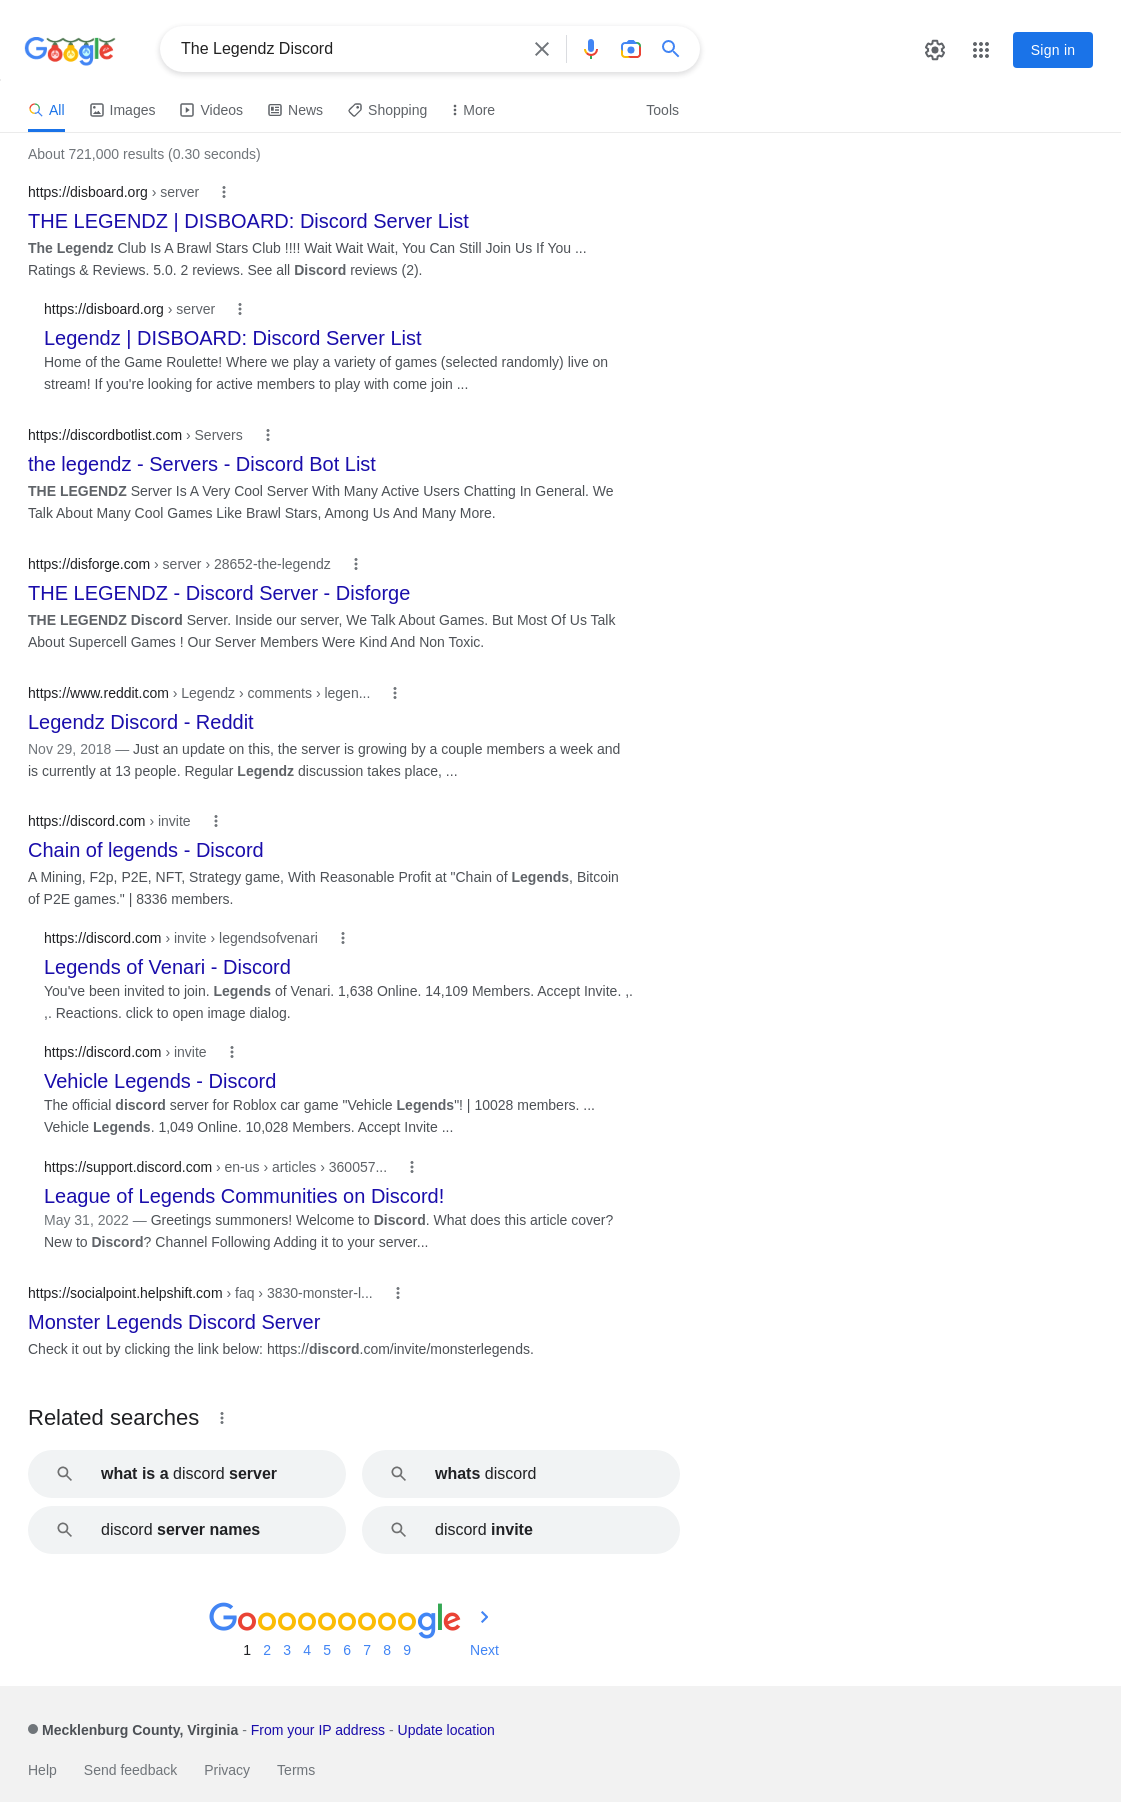 Google
The Legendz Discord
Sign in
All
Images
Videos
News
Shopping
More
Tools
About 721,000 results (0.30 seconds)
https://disboard.org › server
THE LEGENDZ | DISBOARD: Discord Server List
The Legendz Club Is A Brawl Stars Club !!!! Wait Wait Wait, You Can Still Join Us If You ...
Ratings & Reviews. 5.0. 2 reviews. See all Discord reviews (2).
https://disboard.org › server
Legendz | DISBOARD: Discord Server List
Home of the Game Roulette! Where we play a variety of games (selected randomly) live on
stream! If you're looking for active members to play with come join ...
https://discordbotlist.com › Servers
the legendz - Servers - Discord Bot List
THE LEGENDZ Server Is A Very Cool Server With Many Active Users Chatting In General. We
Talk About Many Cool Games Like Brawl Stars, Among Us And Many More.
https://disforge.com › server › 28652-the-legendz
THE LEGENDZ - Discord Server - Disforge
THE LEGENDZ Discord Server. Inside our server, We Talk About Games. But Most Of Us Talk
About Supercell Games ! Our Server Members Were Kind And Non Toxic.
https://www.reddit.com › Legendz › comments › legen...
Legendz Discord - Reddit
Nov 29, 2018 — Just an update on this, the server is growing by a couple members a week and
is currently at 13 people. Regular Legendz discussion takes place, ...
https://discord.com › invite
Chain of legends - Discord
A Mining, F2p, P2E, NFT, Strategy game, With Reasonable Profit at "Chain of Legends, Bitcoin
of P2E games." | 8336 members.
https://discord.com › invite › legendsofvenari
Legends of Venari - Discord
You've been invited to join. Legends of Venari. 1,638 Online. 14,109 Members. Accept Invite. ,.
,. Reactions. click to open image dialog.
https://discord.com › invite
Vehicle Legends - Discord
The official discord server for Roblox car game "Vehicle Legends"! | 10028 members. ...
Vehicle Legends. 1,049 Online. 10,028 Members. Accept Invite ...
https://support.discord.com › en-us › articles › 360057...
League of Legends Communities on Discord!
May 31, 2022 — Greetings summoners! Welcome to Discord. What does this article cover?
New to Discord? Channel Following Adding it to your server...
https://socialpoint.helpshift.com › faq › 3830-monster-l...
Monster Legends Discord Server
Check it out by clicking the link below: https://discord.com/invite/monsterlegends.
Related searches
what is a discord server
whats discord
discord server names
discord invite
Gooooooooogle
1 2 3 4 5 6 7 8 9 Next
Mecklenburg County, Virginia - From your IP address - Update location
Help Send feedback Privacy Terms